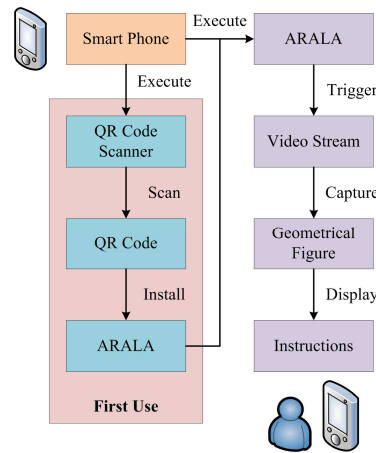 Smart Phone
Execute
Execute
QR Code
Scanner
Scan
QR Code
Install
ARALA
First Use
ARALA
Trigger
Video Stream
Capture
Geometrical
Figure
Display
Instructions